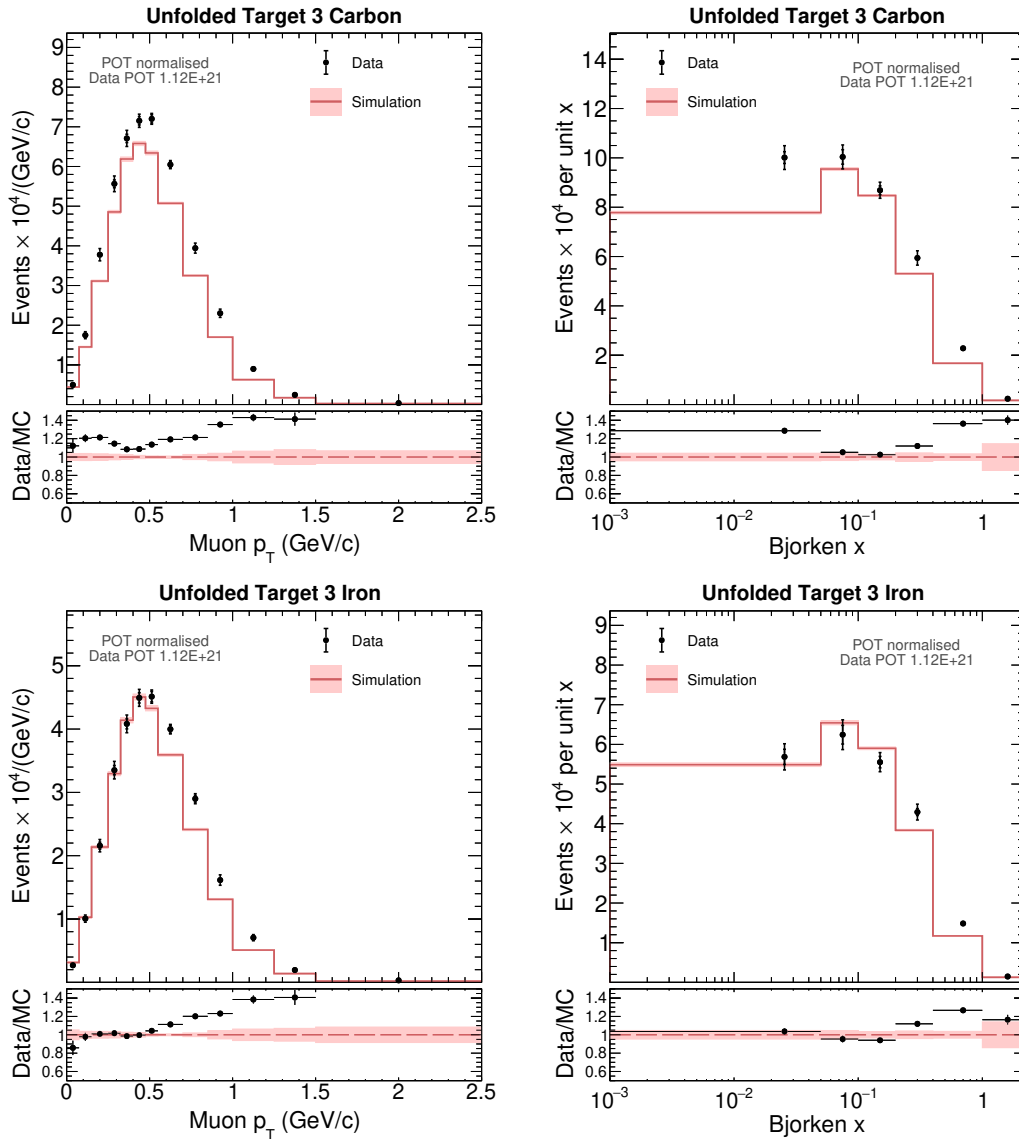 Unfolded Target 3 Carbon
POT normalised
Data POT 1.12E+21
Data
Simulation
Events × 10⁴/(GeV/c)
9
8
7
6
5
4
3
2
1
Data/MC
1.4
1.2
1
0.8
0.6
0 0.5 1 1.5 2 2.5
Muon p_T (GeV/c)
Unfolded Target 3 Carbon
Data
Simulation
POT normalised
Data POT 1.12E+21
Events × 10⁴ per unit x
14
12
10
8
6
4
2
Data/MC
1.4
1.2
1
0.8
0.6
10⁻³ 10⁻² 10⁻¹ 1
Bjorken x
Unfolded Target 3 Iron
POT normalised
Data POT 1.12E+21
Data
Simulation
Events × 10⁴/(GeV/c)
5
4
3
2
1
Data/MC
1.4
1.2
1
0.8
0.6
0 0.5 1 1.5 2 2.5
Muon p_T (GeV/c)
Unfolded Target 3 Iron
Data
Simulation
POT normalised
Data POT 1.12E+21
Events × 10⁴ per unit x
9
8
7
6
5
4
3
2
1
Data/MC
1.4
1.2
1
0.8
0.6
10⁻³ 10⁻² 10⁻¹ 1
Bjorken x